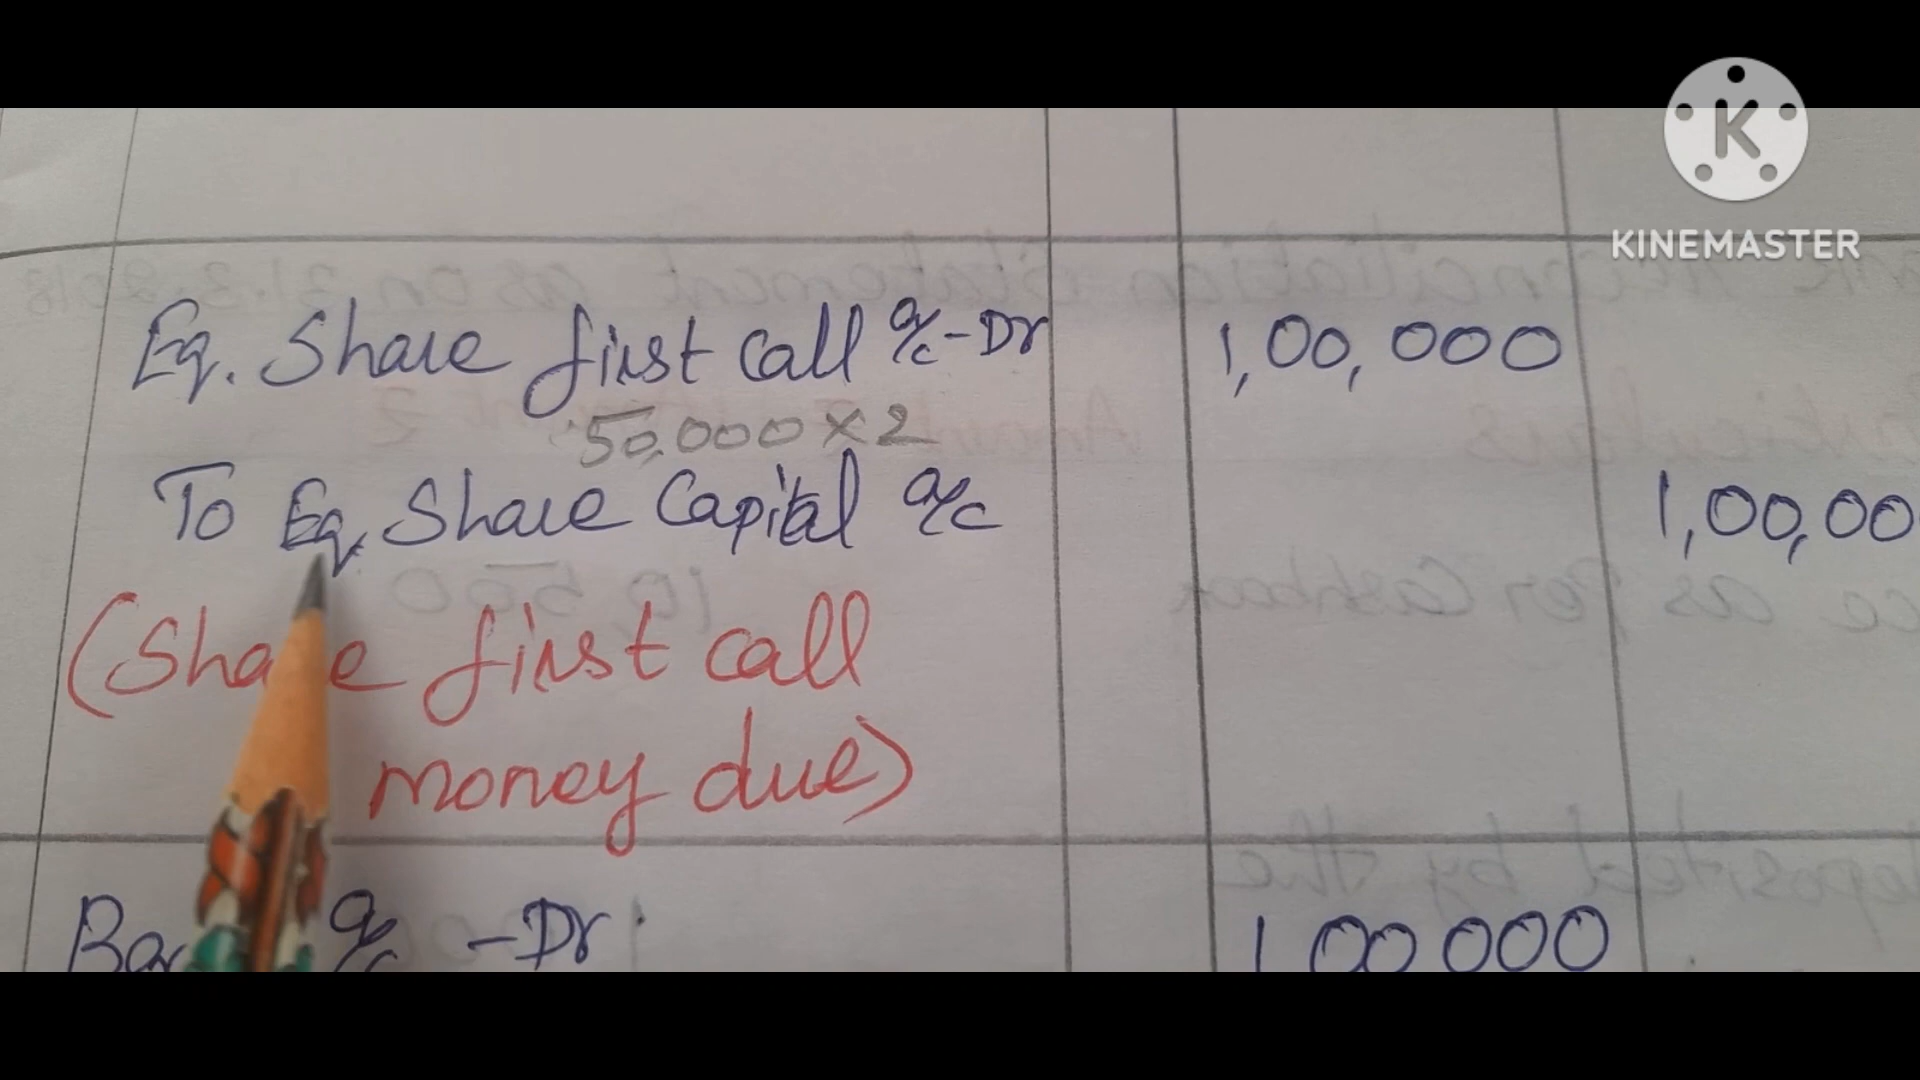 K
KINEMASTER
Eq. Share first call a/c - Dr 1,00,000
50,000 × 2
To Eq. Share Capital a/c 1,00,00
(Share first call
money due)
a/c - Dr. 1,00,000